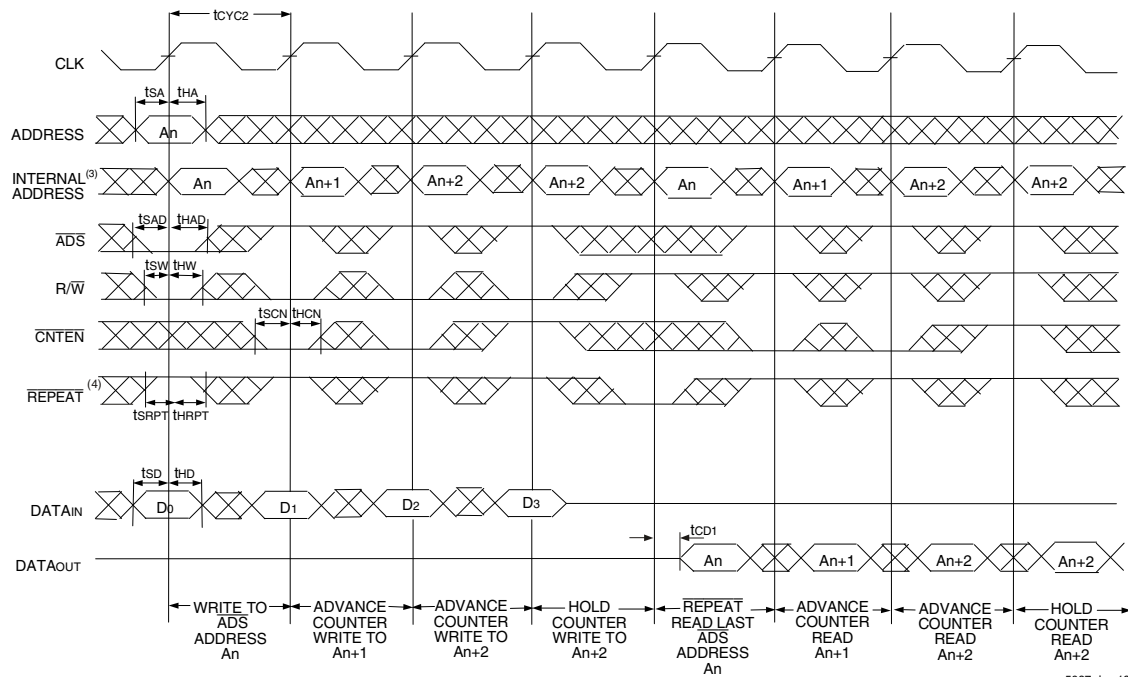 tCYC2
CLK
tSA tHA
ADDRESS An
INTERNAL(3) ADDRESS An An+1 An+2 An+2 An An+1 An+2 An+2
tSAD tHAD
ADS
tSW tHW
R/W
tSCN tHCN
CNTEN
REPEAT (4)
tSRPT tHRPT
tSD tHD
DATAIN D0 D1 D2 D3
tCD1
DATAOUT An An+1 An+2 An+2
WRITE TO
ADS
ADDRESS
An
ADVANCE
COUNTER
WRITE TO
An+1
ADVANCE
COUNTER
WRITE TO
An+2
HOLD
COUNTER
WRITE TO
An+2
REPEAT
READ LAST
ADS
ADDRESS
An
ADVANCE
COUNTER
READ
An+1
ADVANCE
COUNTER
READ
An+2
HOLD
COUNTER
READ
An+2